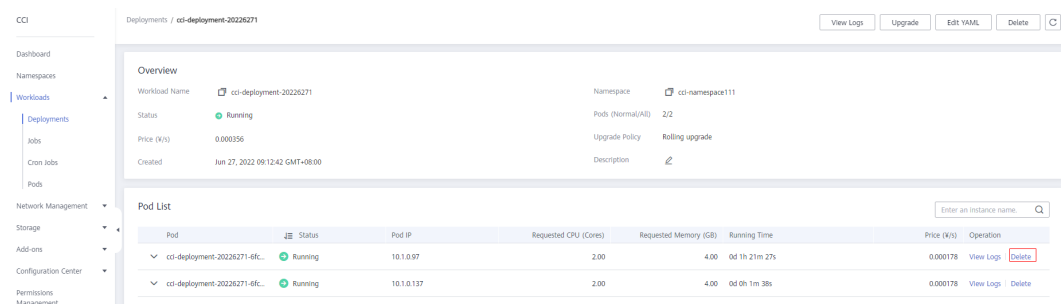 CCI
Deployments / cci-deployment-20226271
View Logs
Upgrade
Edit YAML
Delete
Dashboard
Namespaces
Workloads
Deployments
Jobs
Cron Jobs
Pods
Network Management
Storage
Add-ons
Configuration Center
Permissions
Management
Overview
Workload Name cci-deployment-20226271 Namespace cci-namespace111
Status Running Pods (Normal/All) 2/2
Price (¥/s) 0.000356 Upgrade Policy Rolling upgrade
Created Jun 27, 2022 09:12:42 GMT+08:00 Description
Pod List
Enter an instance name.
Pod Status Pod IP Requested CPU (Cores) Requested Memory (GB) Running Time Price (¥/s) Operation
cci-deployment-20226271-6fc... Running 10.1.0.97 2.00 4.00 0d 1h 21m 27s 0.000178 View Logs Delete
cci-deployment-20226271-6fc... Running 10.1.0.137 2.00 4.00 0d 0h 1m 38s 0.000178 View Logs Delete